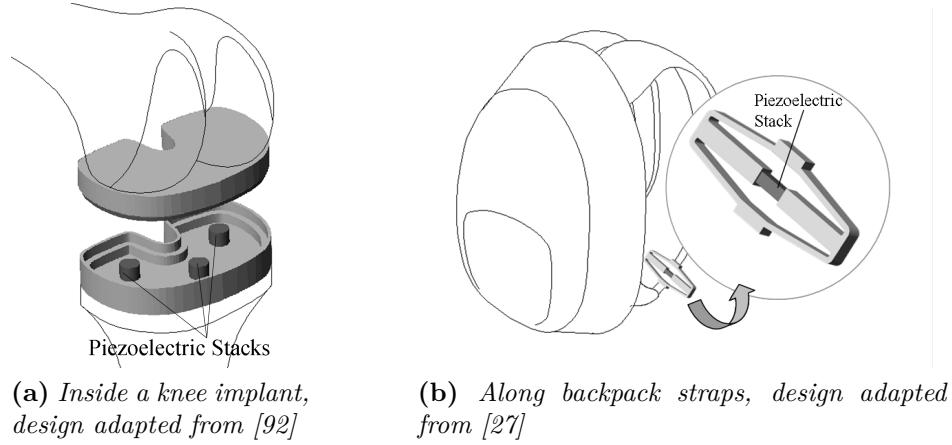 Piezoelectric
Stack
Piezoelectric Stacks
(a) Inside a knee implant,
design adapted from [92]
(b) Along backpack straps, design adapted
from [27]